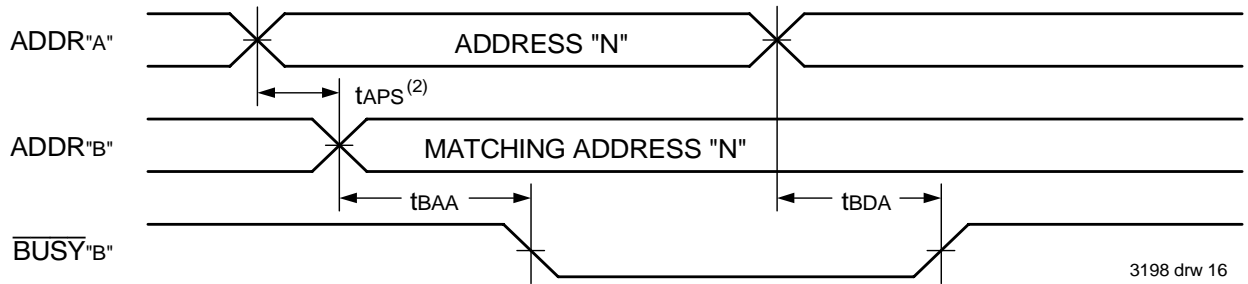 ADDR"A"
ADDRESS "N"
tAPS(2)
ADDR"B"
MATCHING ADDRESS "N"
tBAA
tBDA
BUSY"B"
3198 drw 16